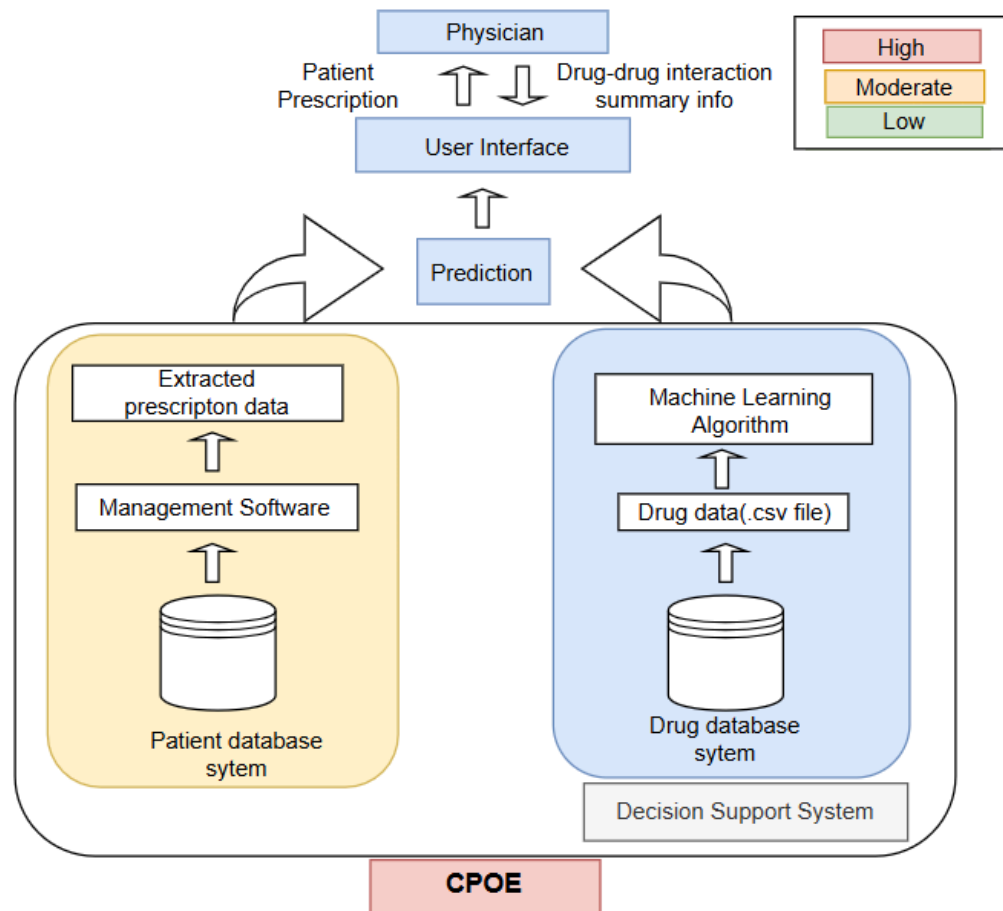 Physician
Patient
Prescription
Drug-drug interaction
summary info
High
Moderate
Low
User Interface
Prediction
Extracted
prescripton data
Management Software
Patient database
sytem
Machine Learning
Algorithm
Drug data(.csv file)
Drug database
sytem
Decision Support System
CPOE